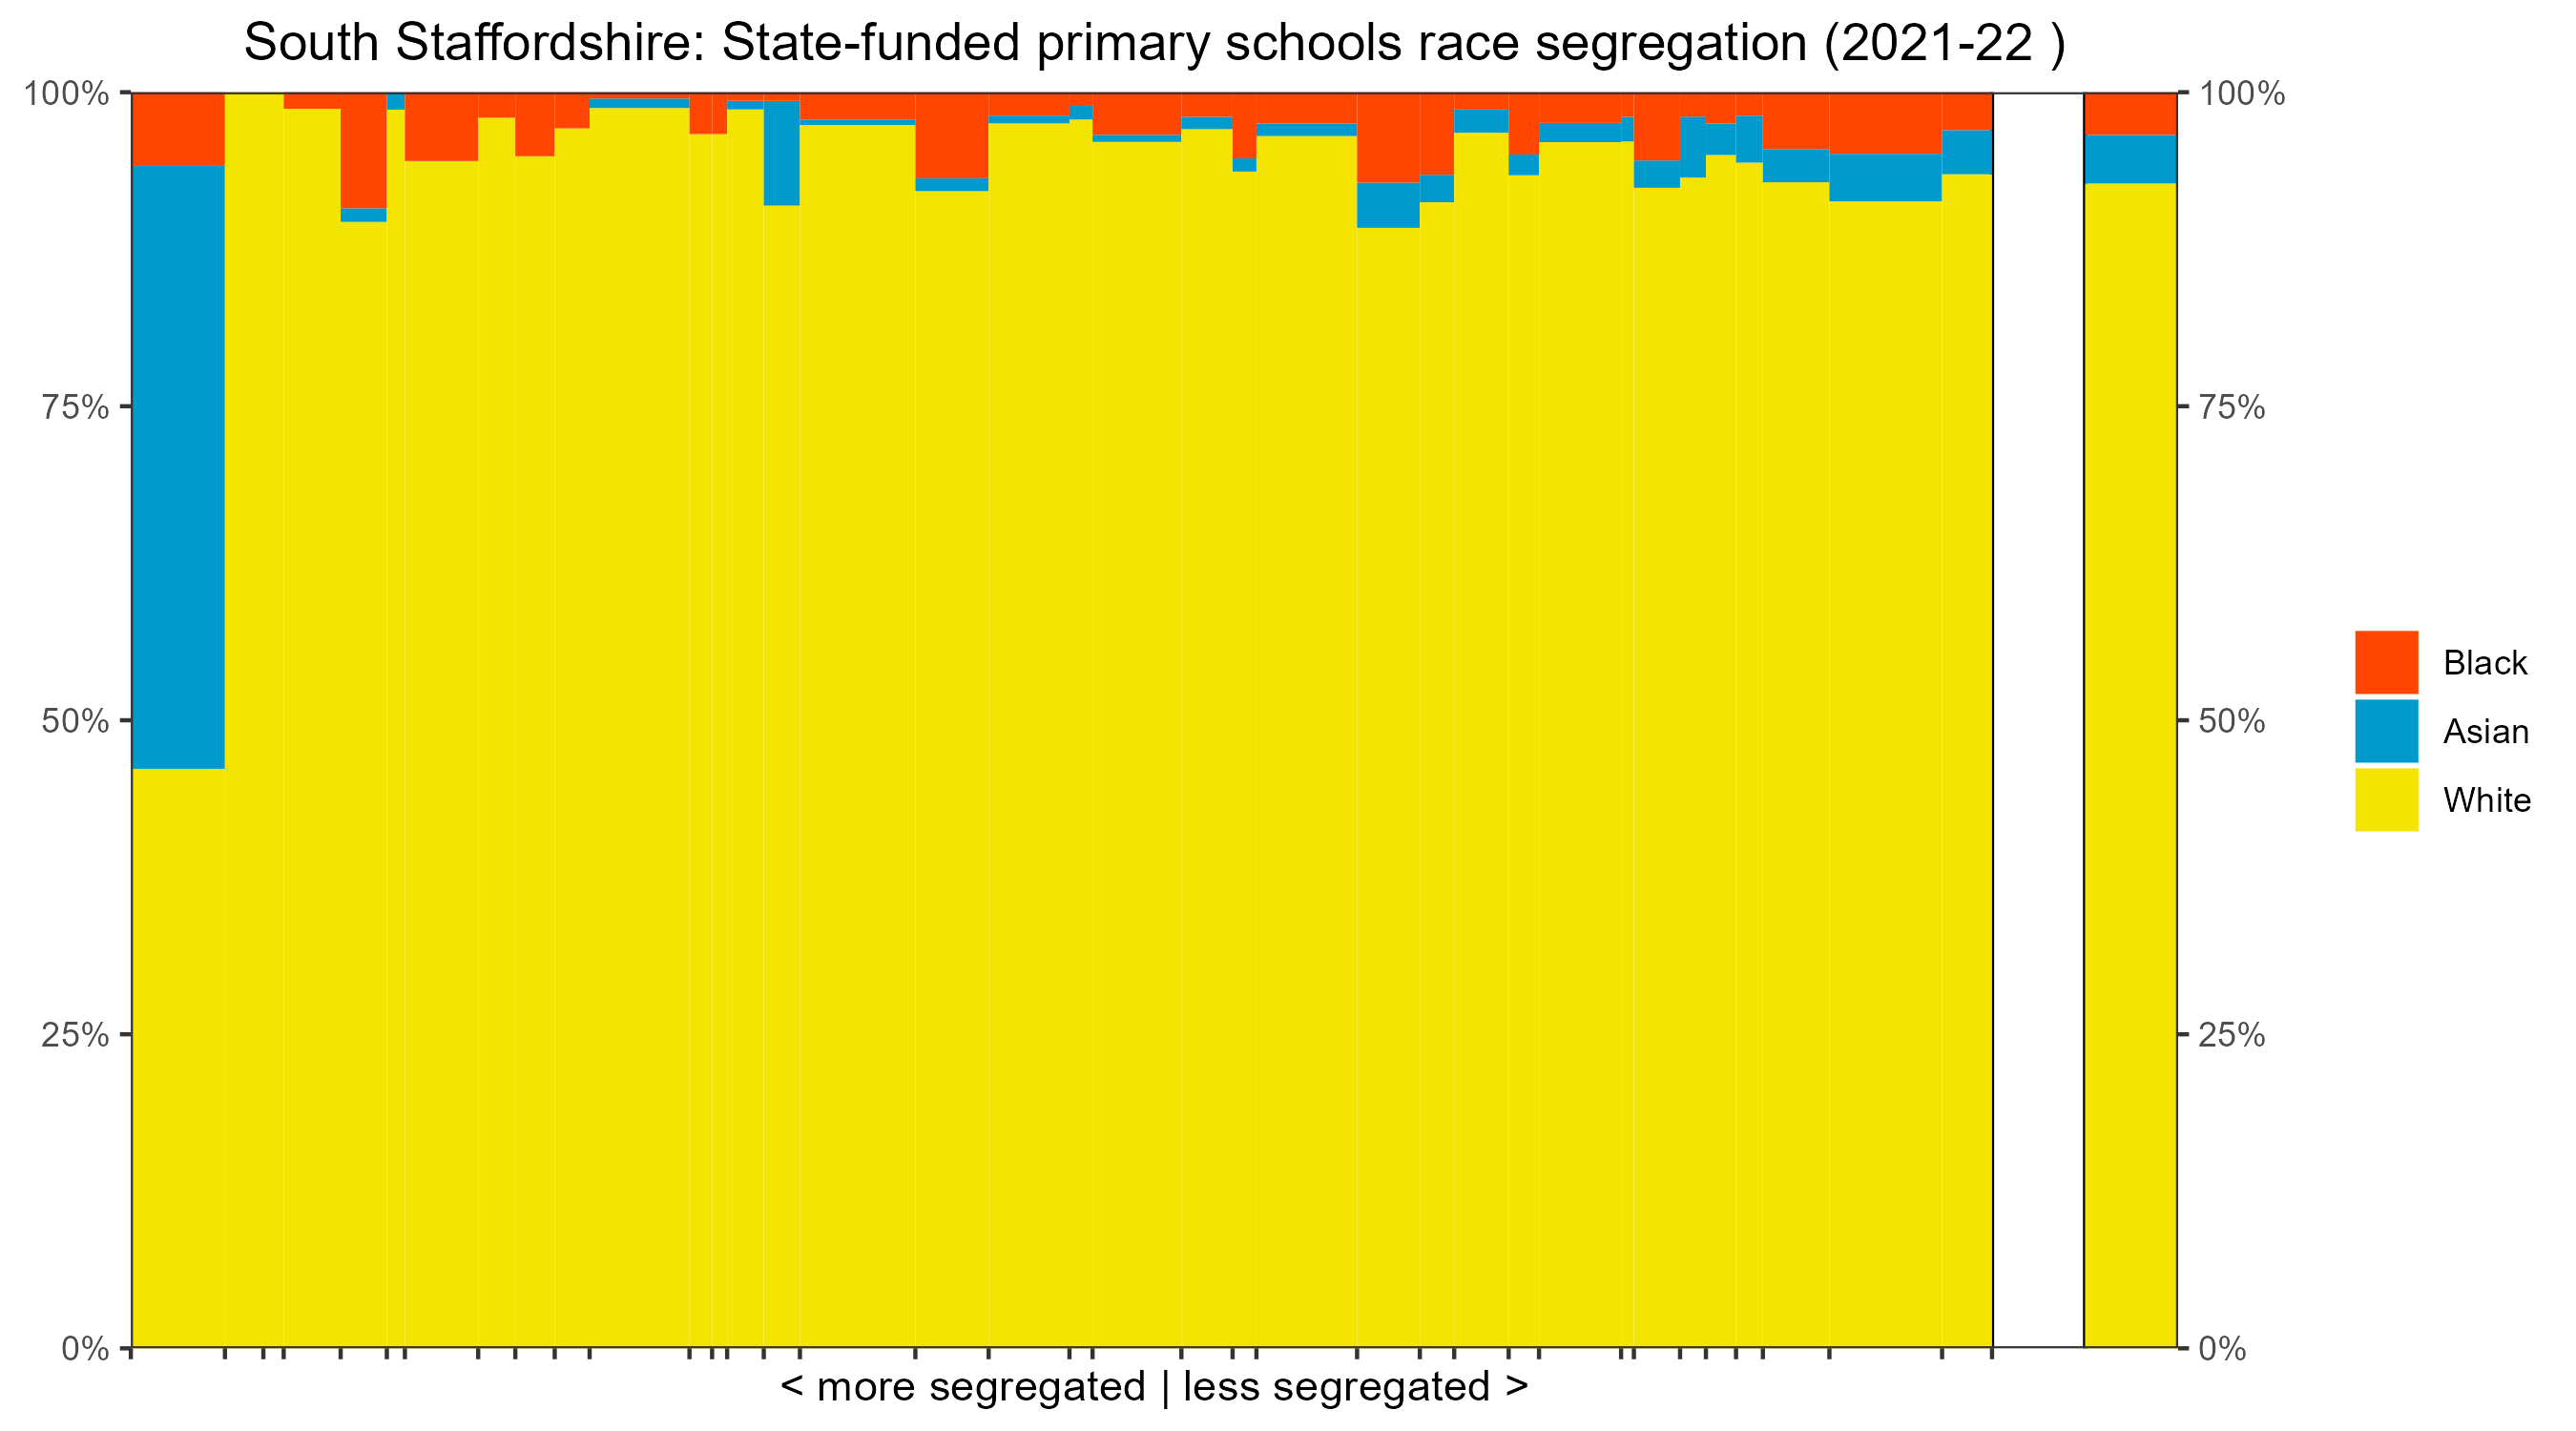 South Staffordshire: State-funded primary schools race segregation (2021-22 )
100%
75%
50%
25%
0%
100%
75%
50%
25%
0%
Black
Asian
White
< more segregated | less segregated >